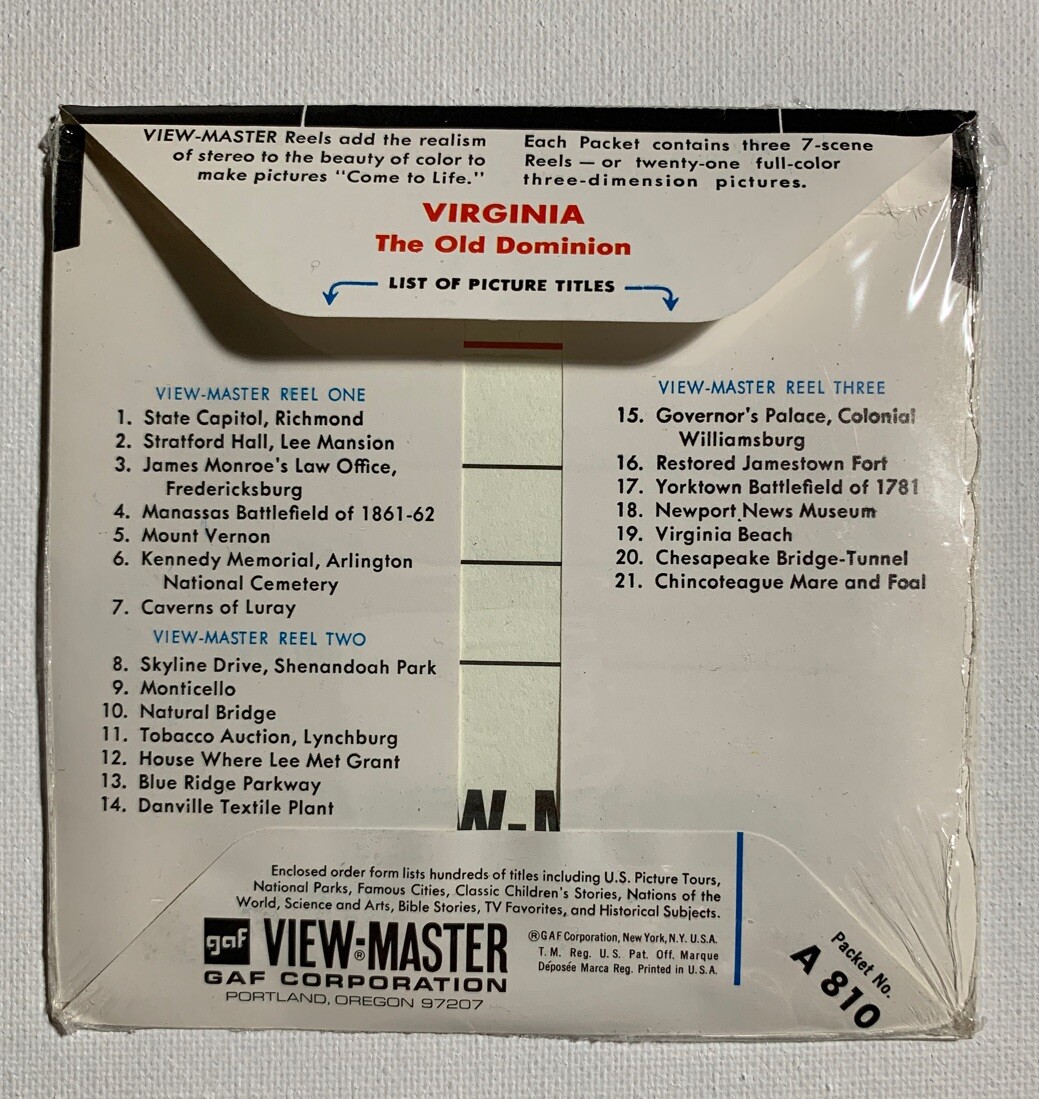 VIEW-MASTER Reels add the realism
of stereo to the beauty of color to
make pictures "Come to Life."
Each Packet contains three 7-scene
Reels — or twenty-one full-color
three-dimension pictures.
VIRGINIA
The Old Dominion
LIST OF PICTURE TITLES
VIEW-MASTER REEL ONE
1. State Capitol, Richmond
2. Stratford Hall, Lee Mansion
3. James Monroe's Law Office,
Fredericksburg
4. Manassas Battlefield of 1861-62
5. Mount Vernon
6. Kennedy Memorial, Arlington
National Cemetery
7. Caverns of Luray
VIEW-MASTER REEL TWO
8. Skyline Drive, Shenandoah Park
9. Monticello
10. Natural Bridge
11. Tobacco Auction, Lynchburg
12. House Where Lee Met Grant
13. Blue Ridge Parkway
14. Danville Textile Plant
VIEW-MASTER REEL THREE
15. Governor's Palace, Colonial
Williamsburg
16. Restored Jamestown Fort
17. Yorktown Battlefield of 1781
18. Newport News Museum
19. Virginia Beach
20. Chesapeake Bridge-Tunnel
21. Chincoteague Mare and Foal
W-M
Enclosed order form lists hundreds of titles including U.S. Picture Tours,
National Parks, Famous Cities, Classic Children's Stories, Nations of the
World, Science and Arts, Bible Stories, TV Favorites, and Historical Subjects.
gaf VIEW-MASTER®
GAF CORPORATION
PORTLAND, OREGON 97207
®GAF Corporation, New York, N.Y. U.S.A.
T. M. Reg. U. S. Pat. Off. Marque
Déposée Marca Reg. Printed in U.S.A.
Packet No.
A 810